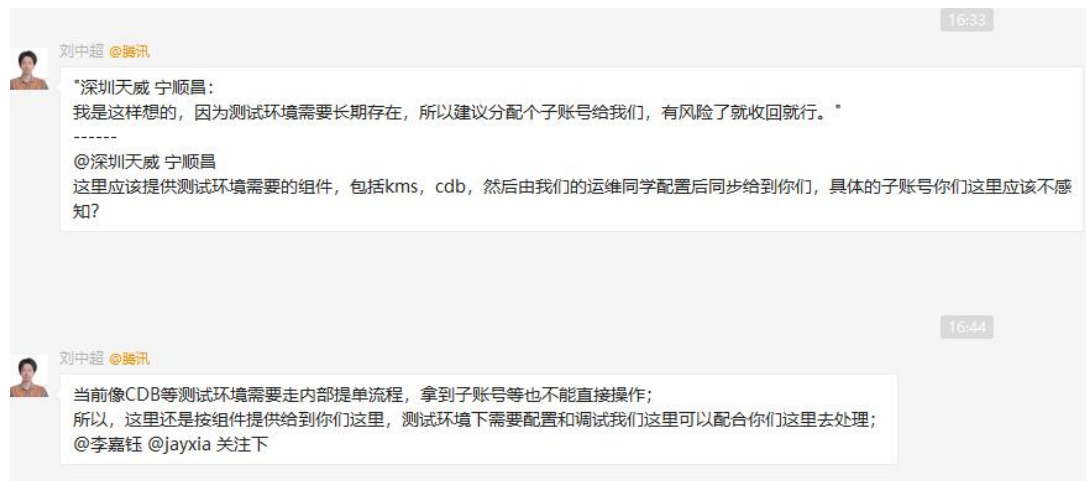 16:33
刘中超 @腾讯
"深圳天威 宁顺昌：
我是这样想的，因为测试环境需要长期存在，所以建议分配个子账号给我们，有风险了就收回就行。"
------
@深圳天威 宁顺昌
这里应该提供测试环境需要的组件，包括kms，cdb，然后由我们的运维同学配置后同步给到你们，具体的子账号你们这里应该不感
知？
16:44
刘中超 @腾讯
当前像CDB等测试环境需要走内部提单流程，拿到子账号等也不能直接操作；
所以，这里还是按组件提供给到你们这里，测试环境下需要配置和调试我们这里可以配合你们这里去处理；
@李嘉钰 @jayxia 关注下